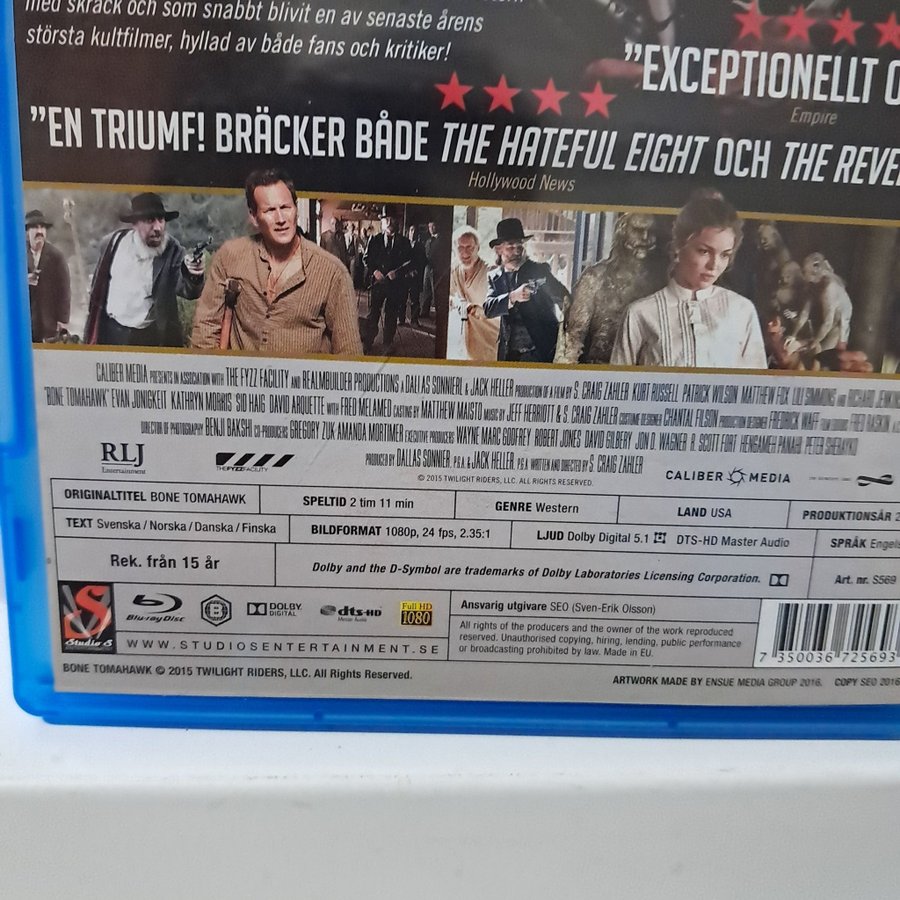 med skräck och som snabbt blivit en av senaste årens
största kultfilmer, hyllad av både fans och kritiker!
"EXCEPTIONELLT
Empire
"EN TRIUMF! BRÄCKER BÅDE THE HATEFUL EIGHT OCH THE REVE
Hollywood News
CALIBER MEDIA PRESENTS IN ASSOCIATION WITH THE FYZZ FACILITY AND REALMBUILDER PRODUCTIONS A DALLAS SONNIER & JACK HELLER PRODUCTION OF A FILM BY S. CRAIG ZAHLER KURT RUSSELL PATRICK WILSON MATTHEW FOX LILI SIMMONS RICHARD JENKINS
"BONE TOMAHAWK" EVAN JONIGKEIT KATHRYN MORRIS SID HAIG DAVID ARQUETTE WITH FRED MELAMED CASTING BY MATTHEW MAISTO MUSIC BY JEFF HERRIOTT & S. CRAIG ZAHLER COSTUME DESIGNER CHANTAL FILSON PRODUCTION DESIGNER FREDRICK WAFF FRED RASKIN
DIRECTOR OF PHOTOGRAPHY BENJI BAKSHI CO-PRODUCERS GREGORY ZUK AMANDA MORTIMER EXECUTIVE PRODUCERS WAYNE MARC GODFREY ROBERT JONES DAVID GILBERY JON D. WAGNER R. SCOTT FORT HENGAMEH PANAHI PETER SHERAYKO
PRODUCED BY DALLAS SONNIER, P.G.A. & JACK HELLER, P.G.A. WRITTEN AND DIRECTED BY S. CRAIG ZAHLER
RLJ
Entertainment
THEFYZZFACILITY
© 2015 TWILIGHT RIDERS, LLC. ALL RIGHTS RESERVED.
CALIBER MEDIA
ORIGINALTITEL BONE TOMAHAWK
SPELTID 2 tim 11 min
GENRE Western
LAND USA
PRODUKTIONSÅR 2
TEXT Svenska / Norska / Danska / Finska
BILDFORMAT 1080p, 24 fps, 2.35:1
LJUD Dolby Digital 5.1 DTS-HD Master Audio
SPRÅK Engels
Rek. från 15 år
Dolby and the D-Symbol are trademarks of Dolby Laboratories Licensing Corporation.
Art. nr. S569
S
Studio S
Blu-ray Disc
B
DOLBY
DIGITAL
dts-HD
Master Audio
Full HD
1080
WWW.STUDIOSENTERTAINMENT.SE
Ansvarig utgivare SEO (Sven-Erik Olsson)
All rights of the producers and the owner of the work reproduced
reserved. Unauthorised copying, hiring, lending, public performance
or broadcasting prohibited by law. Made in EU.
7 350036 725693
BONE TOMAHAWK © 2015 TWILIGHT RIDERS, LLC. All Rights Reserved.
ARTWORK MADE BY ENSUE MEDIA GROUP 2016. COPY SEO 2016